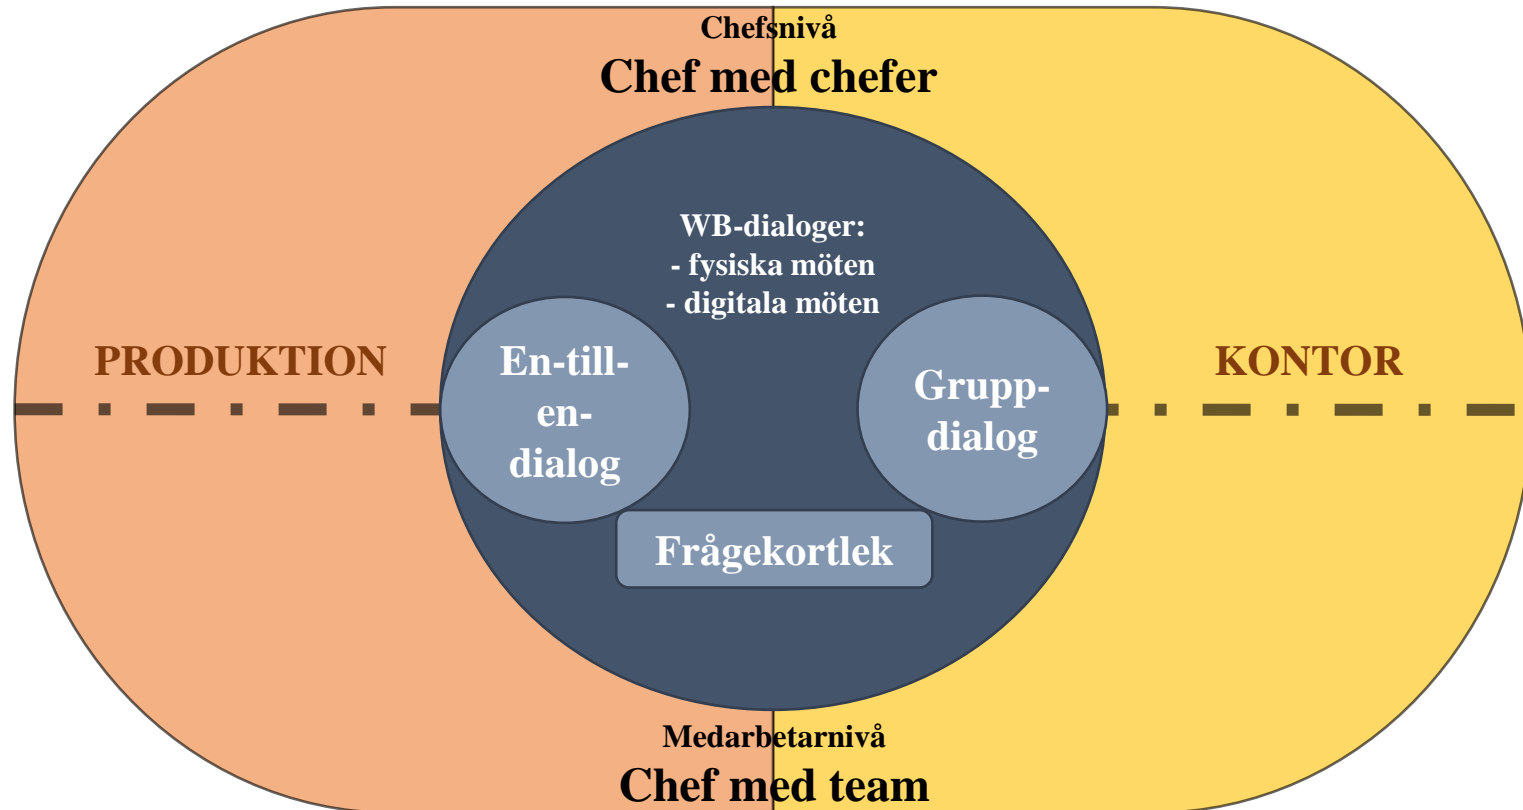 Chefsnivå
Chef med chefer
WB-dialoger:
- fysiska möten
- digitala möten
PRODUKTION
En-till-
en-
dialog
Grupp-
dialog
KONTOR
Frågekortlek
Medarbetarnivå
Chef med team